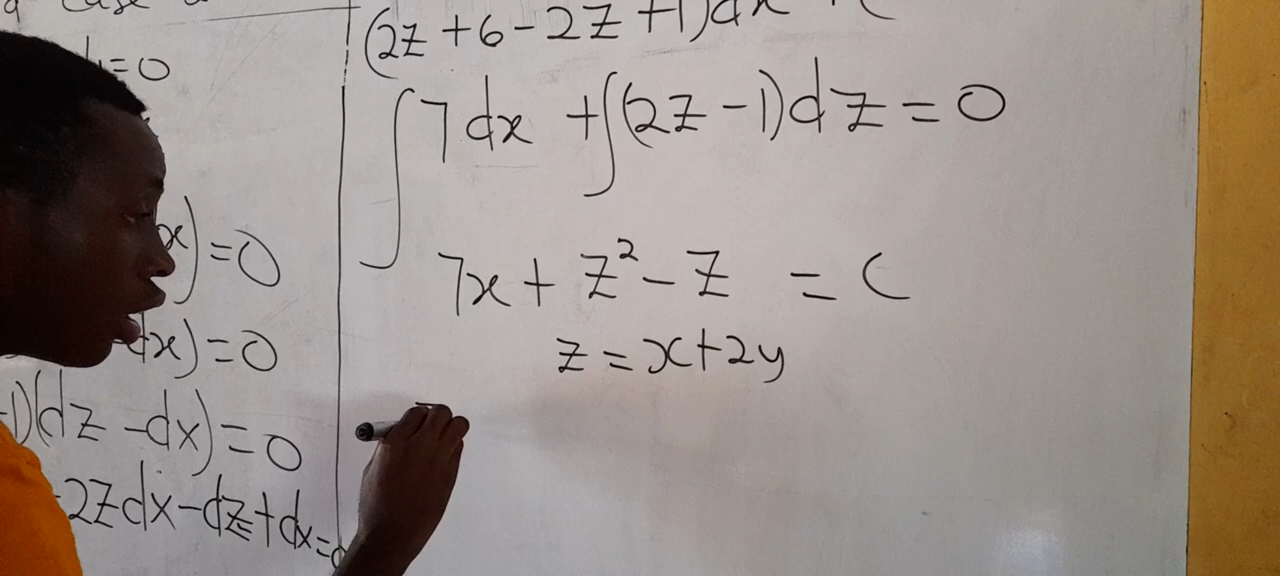 =0
x)=0
dx)=0
1)(dz-dx)=0
2zdx-dz+dx=0
(2z+6-2z+1)dx+
∫7dx+∫(2z-1)dz=0
7x+z²-z=C
z=x+2y